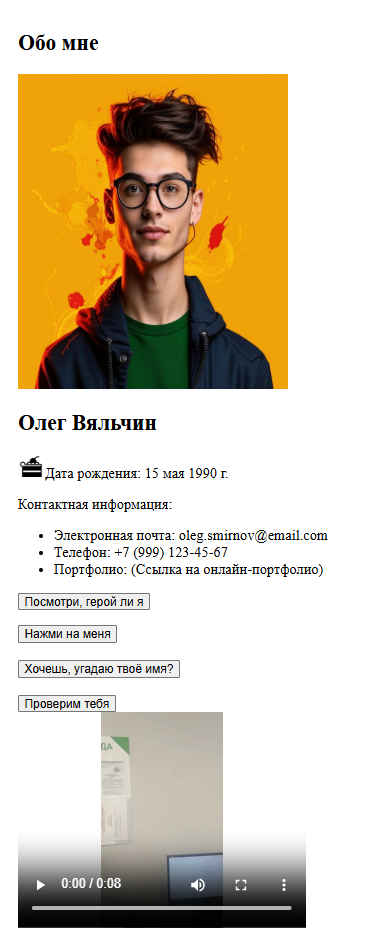 Обо мне
Олег Вяльчин
Дата рождения: 15 мая 1990 г.
Контактная информация:
Электронная почта: oleg.smirnov@email.com
Телефон: +7 (999) 123-45-67
Портфолио: (Ссылка на онлайн-портфолио)
Посмотри, герой ли я
Нажми на меня
Хочешь, угадаю твоё имя?
Проверим тебя
ДА
0:00 / 0:08